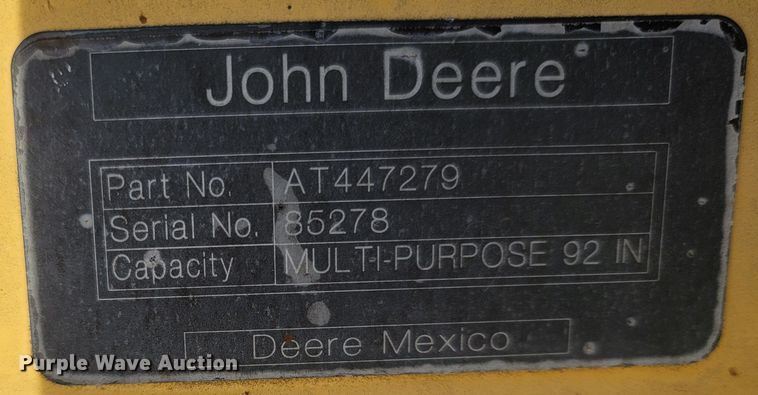 John Deere
Part No. AT447279
Serial No. 85278
Capacity MULTI-PURPOSE 92 IN
Deere Mexico
Purple Wave Auction